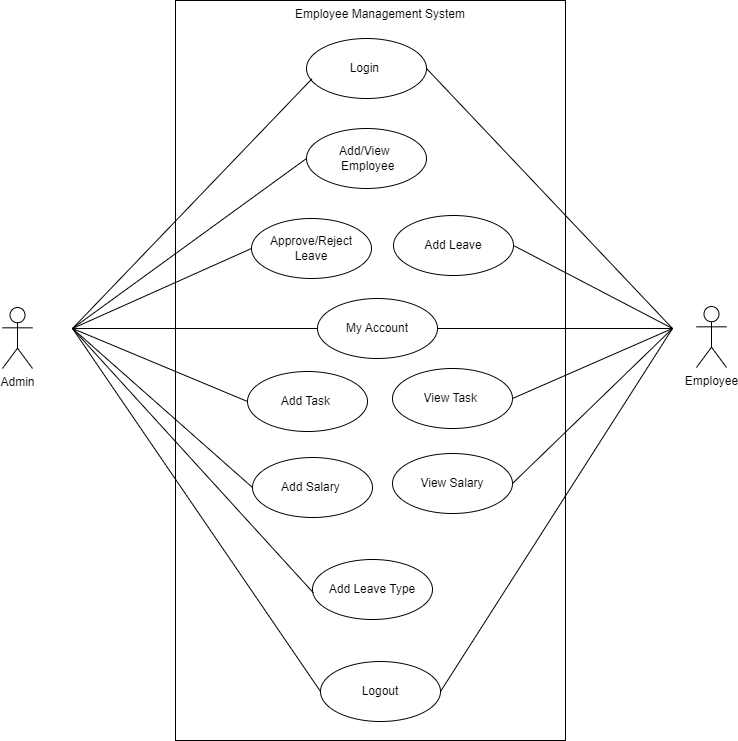 Employee Management System
Login
Add/View
Employee
Approve/Reject
Leave
Add Leave
My Account
Admin
Employee
Add Task
View Task
Add Salary
View Salary
Add Leave Type
Logout